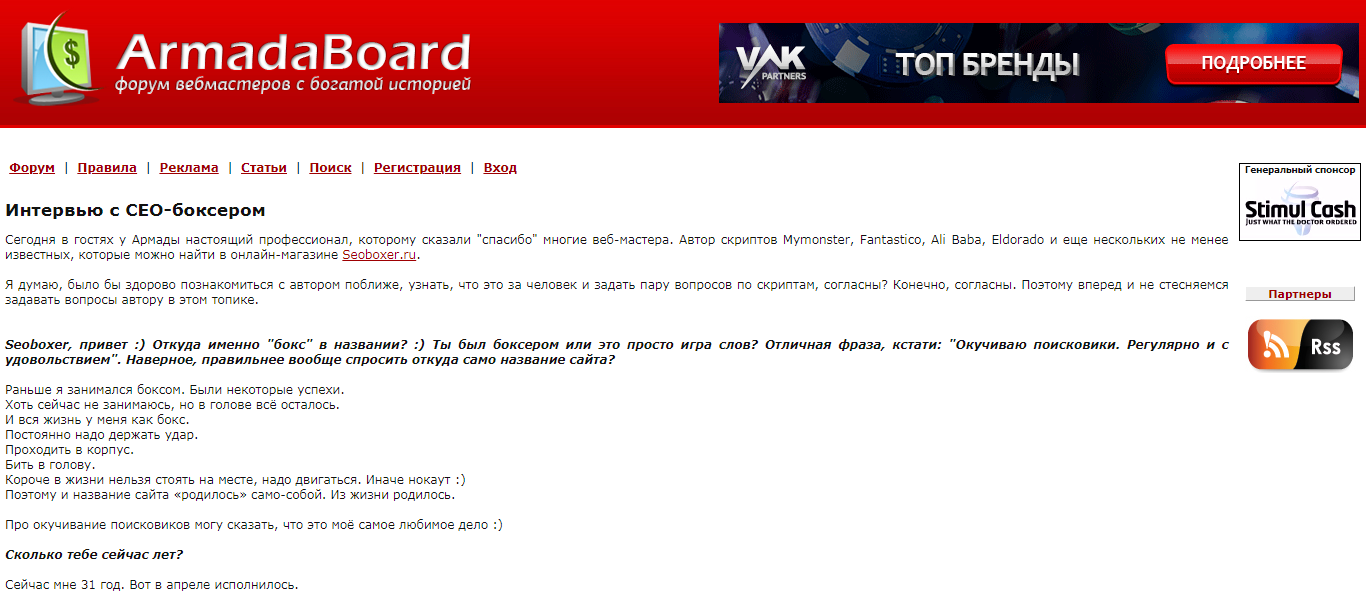 ArmadaBoard
форум вебмастеров с богатой историей
VAK
PARTNERS
ТОП БРЕНДЫ
ПОДРОБНЕЕ
Форум | Правила | Реклама | Статьи | Поиск | Регистрация | Вход
Генеральный спонсор
Stimul Cash
JUST WHAT THE DOCTOR ORDERED
Партнеры
Rss
Интервью с СЕО-боксером
Сегодня в гостях у Армады настоящий профессионал, которому сказали "спасибо" многие веб-мастера. Автор скриптов Mymonster, Fantastico, Ali Baba, Eldorado и еще нескольких не менее
известных, которые можно найти в онлайн-магазине Seoboxer.ru.
Я думаю, было бы здорово познакомиться с автором поближе, узнать, что это за человек и задать пару вопросов по скриптам, согласны? Конечно, согласны. Поэтому вперед и не стесняемся
задавать вопросы автору в этом топике.
Seoboxer, привет :) Откуда именно "бокс" в названии? :) Ты был боксером или это просто игра слов? Отличная фраза, кстати: "Окучиваю поисковики. Регулярно и с
удовольствием". Наверное, правильнее вообще спросить откуда само название сайта?
Раньше я занимался боксом. Были некоторые успехи.
Хоть сейчас не занимаюсь, но в голове всё осталось.
И вся жизнь у меня как бокс.
Постоянно надо держать удар.
Проходить в корпус.
Бить в голову.
Короче в жизни нельзя стоять на месте, надо двигаться. Иначе нокаут :)
Поэтому и название сайта «родилось» само-собой. Из жизни родилось.
Про окучивание поисковиков могу сказать, что это моё самое любимое дело :)
Сколько тебе сейчас лет?
Сейчас мне 31 год. Вот в апреле исполнилось.